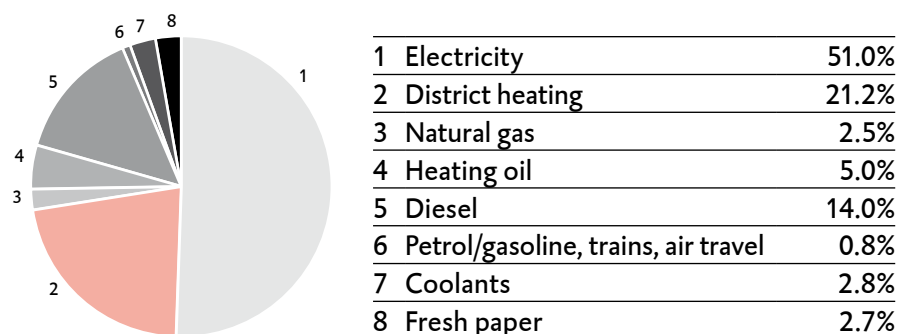 8
7
6
1
5
4
3
2
1 Electricity 51.0%
2 District heating 21.2%
3 Natural gas 2.5%
4 Heating oil 5.0%
5 Diesel 14.0%
6 Petrol/gasoline, trains, air travel 0.8%
7 Coolants 2.8%
8 Fresh paper 2.7%